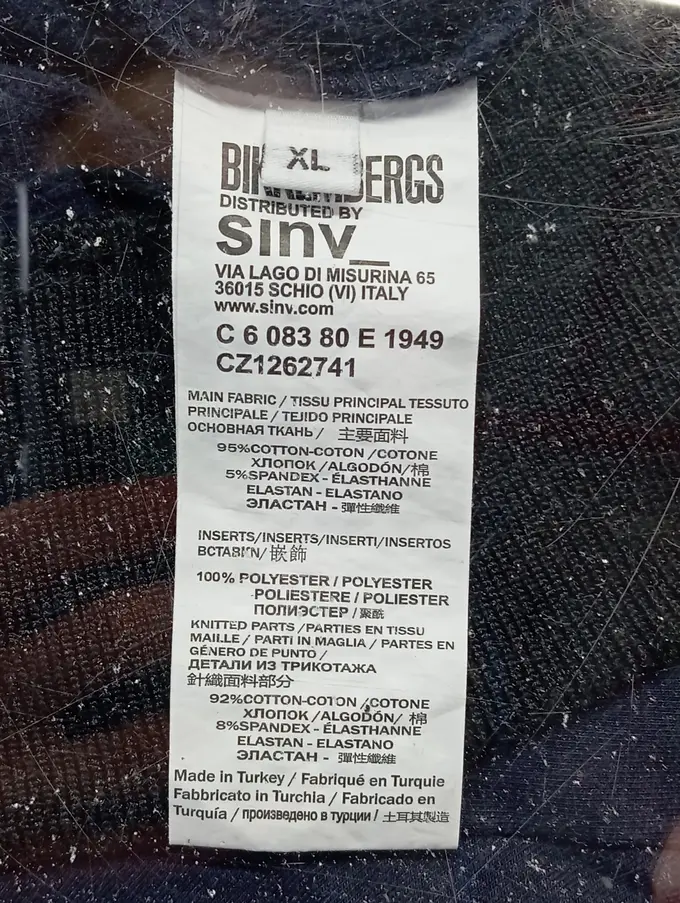 XL
BIKKEMBERGS
DISTRIBUTED BY
sinv_
VIA LAGO DI MISURINA 65
36015 SCHIO (VI) ITALY
www.sinv.com
C 6 083 80 E 1949
CZ1262741
MAIN FABRIC / TISSU PRINCIPAL TESSUTO
PRINCIPALE / TEJIDO PRINCIPALE
ОСНОВНАЯ ТКАНЬ / 主要面料
95%COTTON-COTON /COTONE
ХЛОПОК /ALGODÓN/棉
5%SPANDEX - ÉLASTHANNE
ELASTAN - ELASTANO
ЭЛАСТАН - 彈性纖維
INSERTS/INSERTS/INSERTI/INSERTOS
ВСТАВКИ/ 嵌飾
100% POLYESTER / POLYESTER
POLIESTERE / POLIESTER
ПОЛИЭСТЕР / 聚酯
KNITTED PARTS /PARTIES EN TISSU
MAILLE / PARTI IN MAGLIA / PARTES EN
GÉNERO DE PUNTO /
ДЕТАЛИ ИЗ ТРИКОТАЖА
針織面料部分
92%COTTON-COTON /COTONE
ХЛОПОК /ALGODÓN/ 棉
8%SPANDEX - ÉLASTHANNE
ELASTAN - ELASTANO
ЭЛАСТАН - 彈性纖維
Made in Turkey / Fabriqué en Turquie
Fabbricato in Turchia / Fabricado en
Turquía / произведено в турции / 土耳其製造